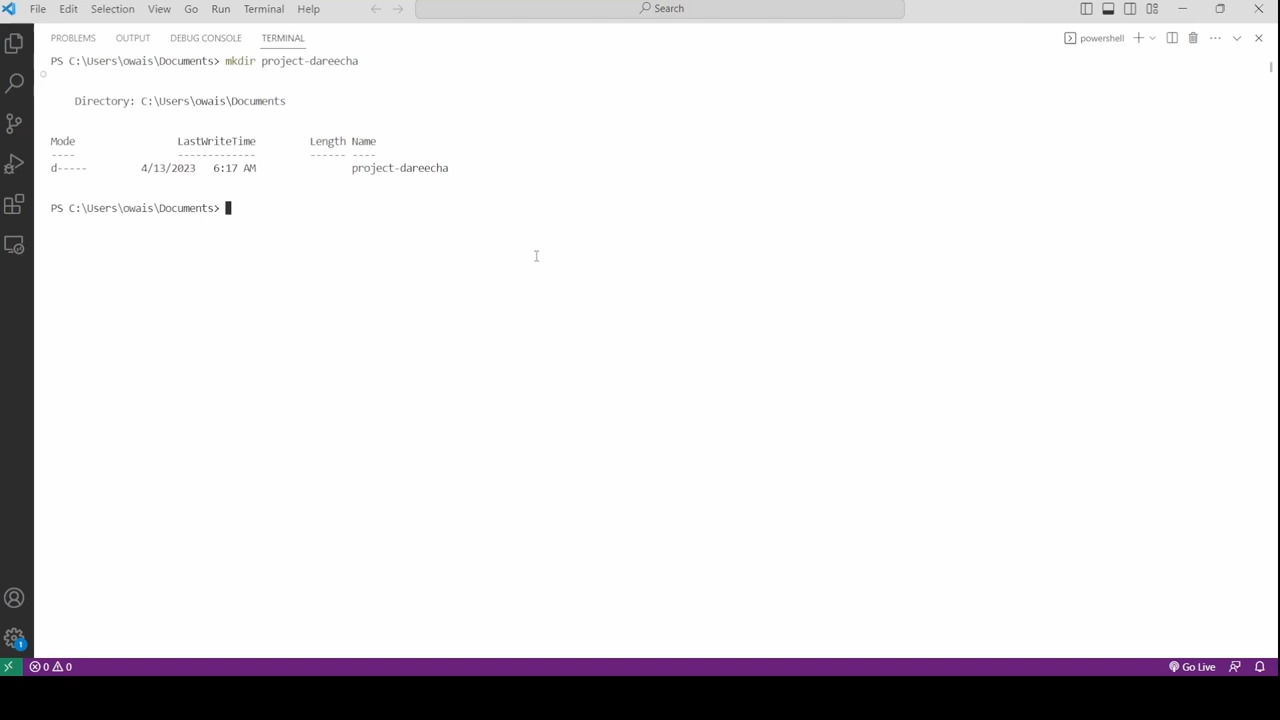 File Edit Selection View Go Run Terminal Help Search
PROBLEMS OUTPUT DEBUG CONSOLE TERMINAL powershell
PS C:\Users\owais\Documents> mkdir project-dareecha
Directory: C:\Users\owais\Documents
Mode LastWriteTime Length Name
---- ------------- ------ ----
d----- 4/13/2023 6:17 AM project-dareecha
PS C:\Users\owais\Documents>
1
0 0 Go Live